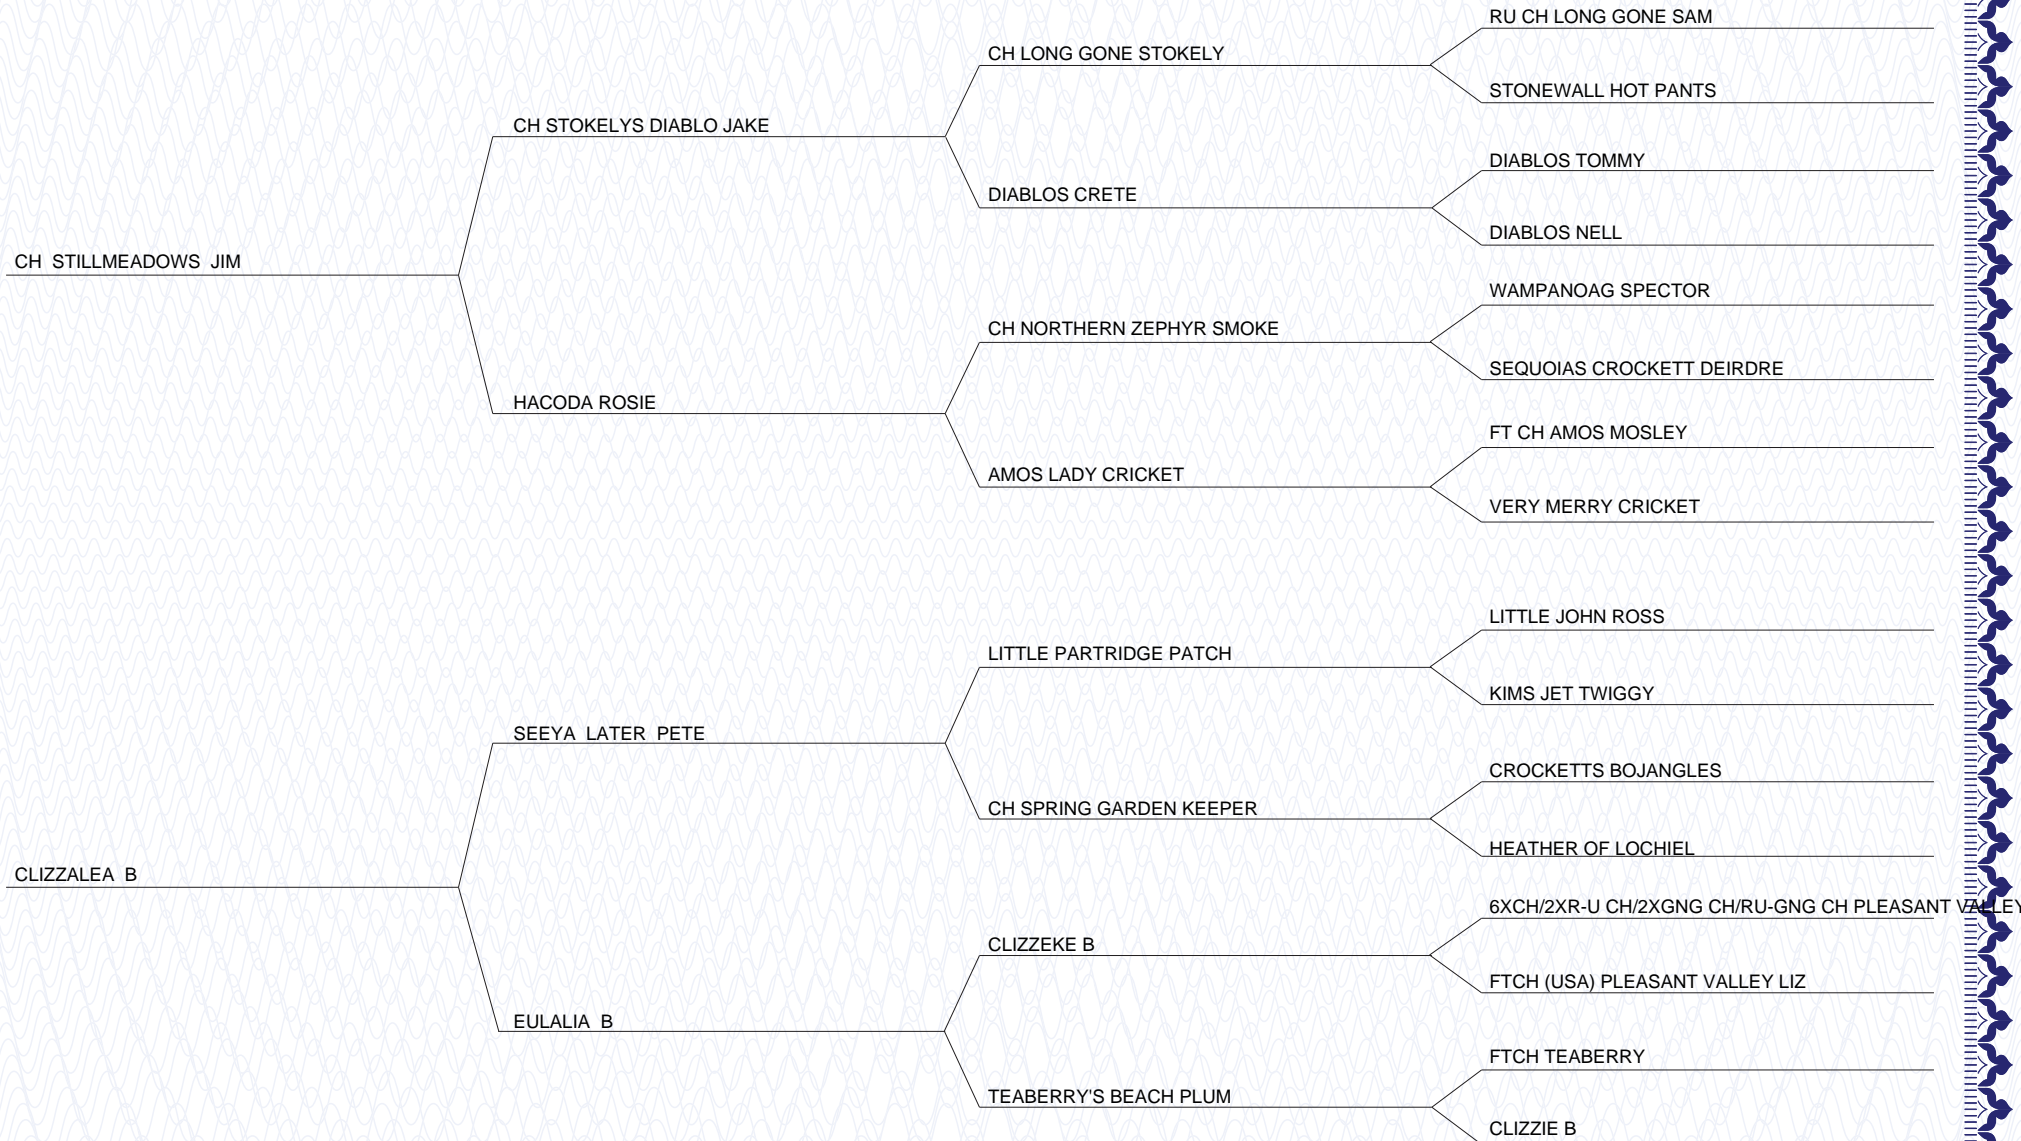 RU CH LONG GONE SAM
CH LONG GONE STOKELY
STONEWALL HOT PANTS
CH STOKELYS DIABLO JAKE
DIABLOS TOMMY
DIABLOS CRETE
DIABLOS NELL
CH STILLMEADOWS JIM
WAMPANOAG SPECTOR
CH NORTHERN ZEPHYR SMOKE
SEQUOIAS CROCKETT DEIRDRE
HACODA ROSIE
FT CH AMOS MOSLEY
AMOS LADY CRICKET
VERY MERRY CRICKET
LITTLE JOHN ROSS
LITTLE PARTRIDGE PATCH
KIMS JET TWIGGY
SEEYA LATER PETE
CROCKETTS BOJANGLES
CH SPRING GARDEN KEEPER
HEATHER OF LOCHIEL
CLIZZALEA B
6XCH/2XR-U CH/2XGNG CH/RU-GNG CH PLEASANT VALLEY
CLIZZEKE B
FTCH (USA) PLEASANT VALLEY LIZ
EULALIA B
FTCH TEABERRY
TEABERRY'S BEACH PLUM
CLIZZIE B